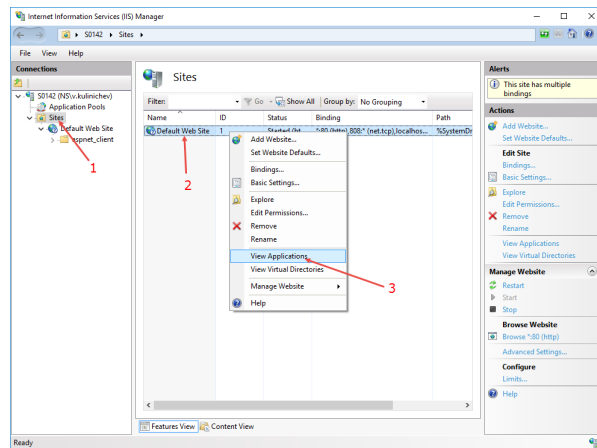 Internet Information Services (IIS) Manager
S0142 ▸ Sites ▸
File View Help
Connections
S0142 (NS\v.kulinichev)
Application Pools
Sites
Default Web Site
aspnet_client
1
Sites
Filter: Go Show All Group by: No Grouping
Name ID Status Binding Path
Default Web Site 1 Started (ht... *:80 (http),808:* (net.tcp),localhos... %SystemDr
2
Add Website...
Set Website Defaults...
Bindings...
Basic Settings...
Explore
Edit Permissions...
Remove
Rename
View Applications
View Virtual Directories
Manage Website
Help
3
Features View Content View
Alerts
This site has multiple
bindings
Actions
Add Website...
Set Website Defaults...
Edit Site
Bindings...
Basic Settings...
Explore
Edit Permissions...
Remove
Rename
View Applications
View Virtual Directories
Manage Website
Restart
Start
Stop
Browse Website
Browse *:80 (http)
Advanced Settings...
Configure
Limits...
Help
Ready